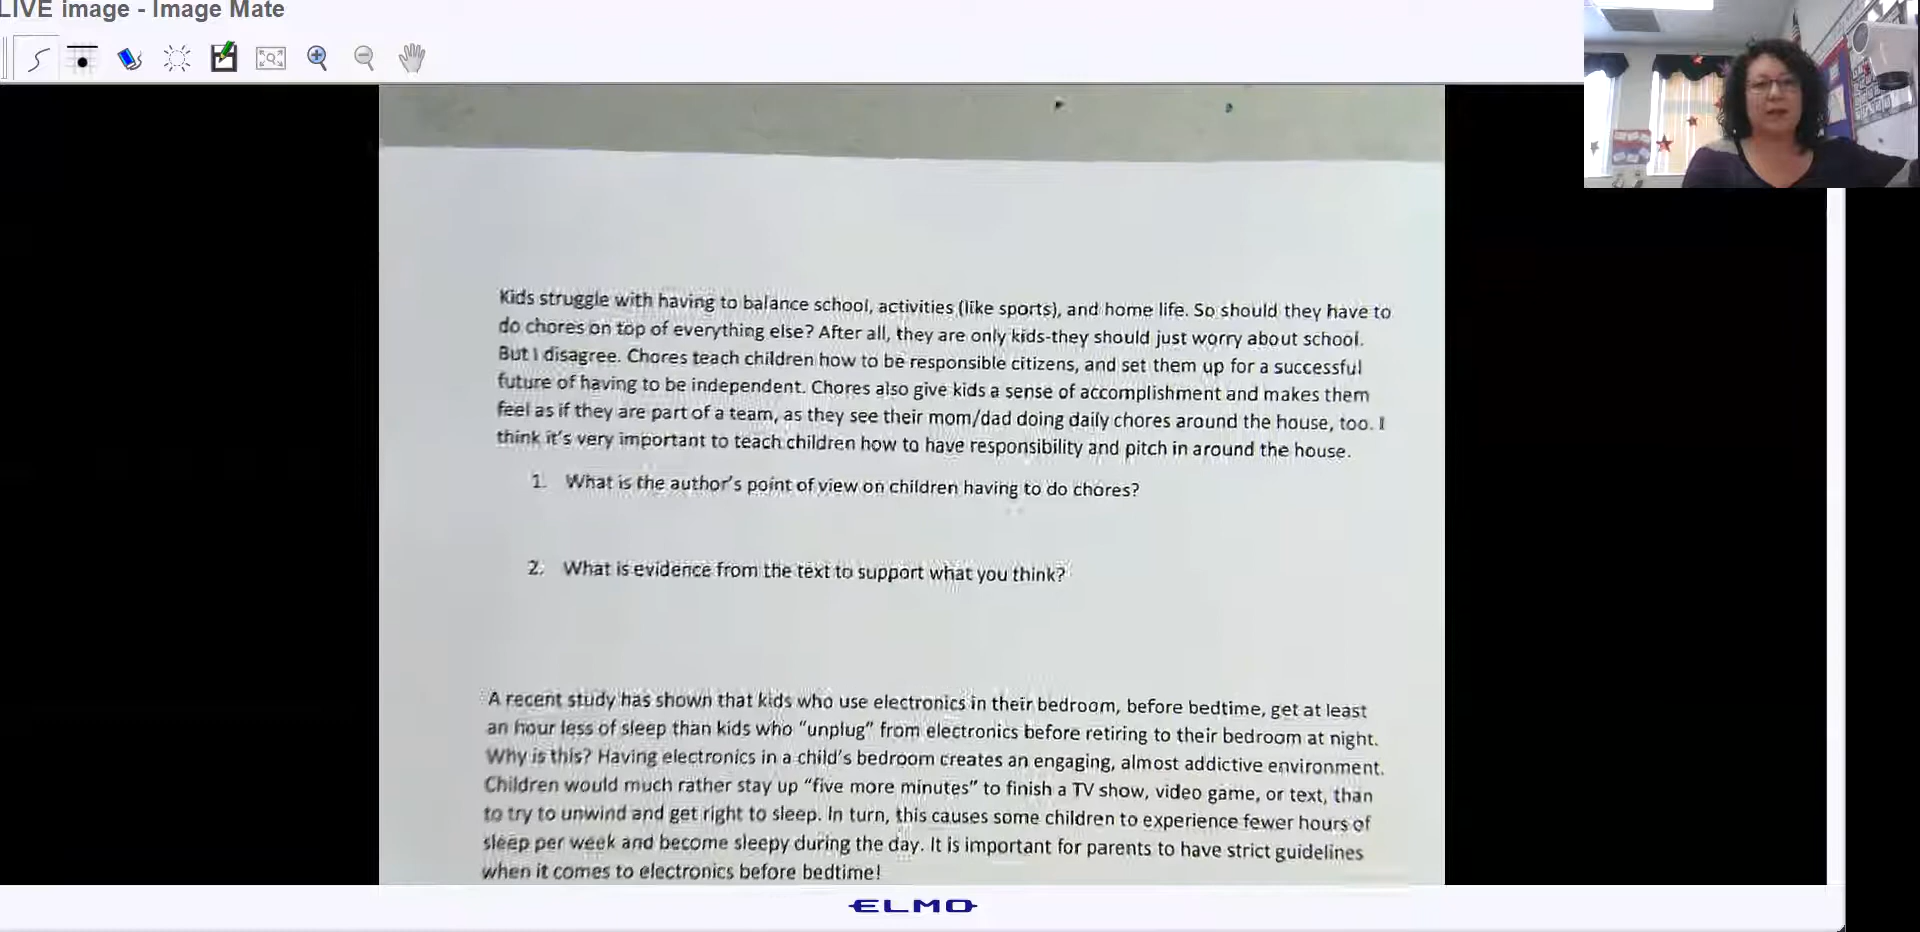 LIVE image - Image Mate
Kids struggle with having to balance school, activities (like sports), and home life. So should they have to
do chores on top of everything else? After all, they are only kids-they should just worry about school.
But I disagree. Chores teach children how to be responsible citizens, and set them up for a successful
future of having to be independent. Chores also give kids a sense of accomplishment and makes them
feel as if they are part of a team, as they see their mom/dad doing daily chores around the house, too. I
think it's very important to teach children how to have responsibility and pitch in around the house.
1. What is the author's point of view on children having to do chores?
2. What is evidence from the text to support what you think?
A recent study has shown that kids who use electronics in their bedroom, before bedtime, get at least
an hour less of sleep than kids who "unplug" from electronics before retiring to their bedroom at night.
Why is this? Having electronics in a child's bedroom creates an engaging, almost addictive environment.
Children would much rather stay up "five more minutes" to finish a TV show, video game, or text, than
to try to unwind and get right to sleep. In turn, this causes some children to experience fewer hours of
sleep per week and become sleepy during the day. It is important for parents to have strict guidelines
when it comes to electronics before bedtime!
ELMO